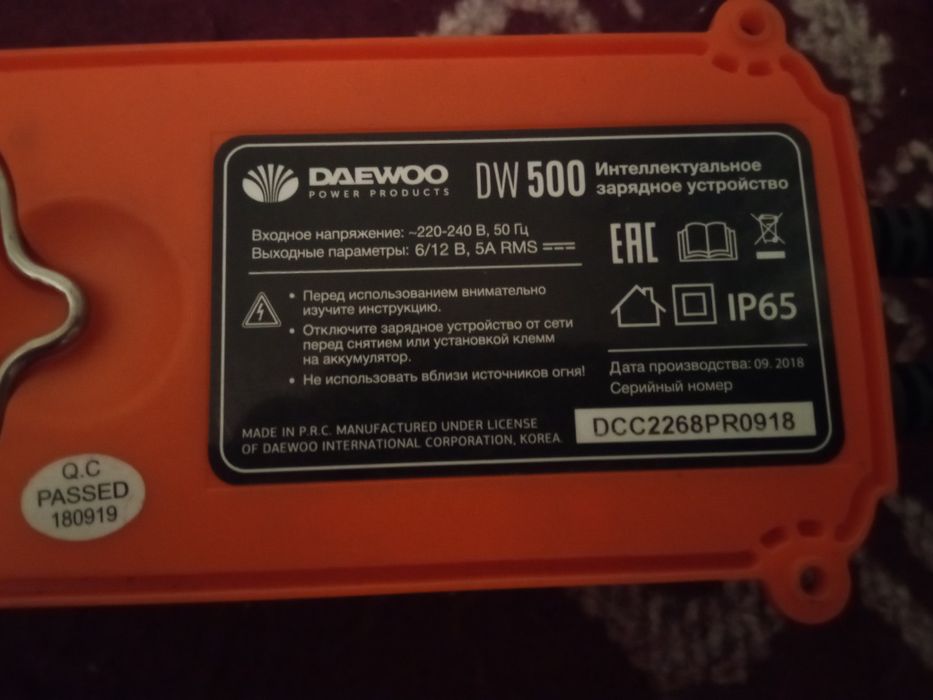 DAEWOO
POWER PRODUCTS
DW 500
Интеллектуальное
зарядное устройство
Входное напряжение: ~220-240 В, 50 Гц
Выходные параметры: 6/12 В, 5А RMS
EAC
• Перед использованием внимательно
изучите инструкцию.
• Отключите зарядное устройство от сети
перед снятием или установкой клемм
на аккумулятор.
• Не использовать вблизи источников огня!
IP65
Дата производства: 09. 2018
Серийный номер
DCC2268PR0918
MADE IN P.R.C. MANUFACTURED UNDER LICENSE
OF DAEWOO INTERNATIONAL CORPORATION, KOREA.
Q.C
PASSED
180919